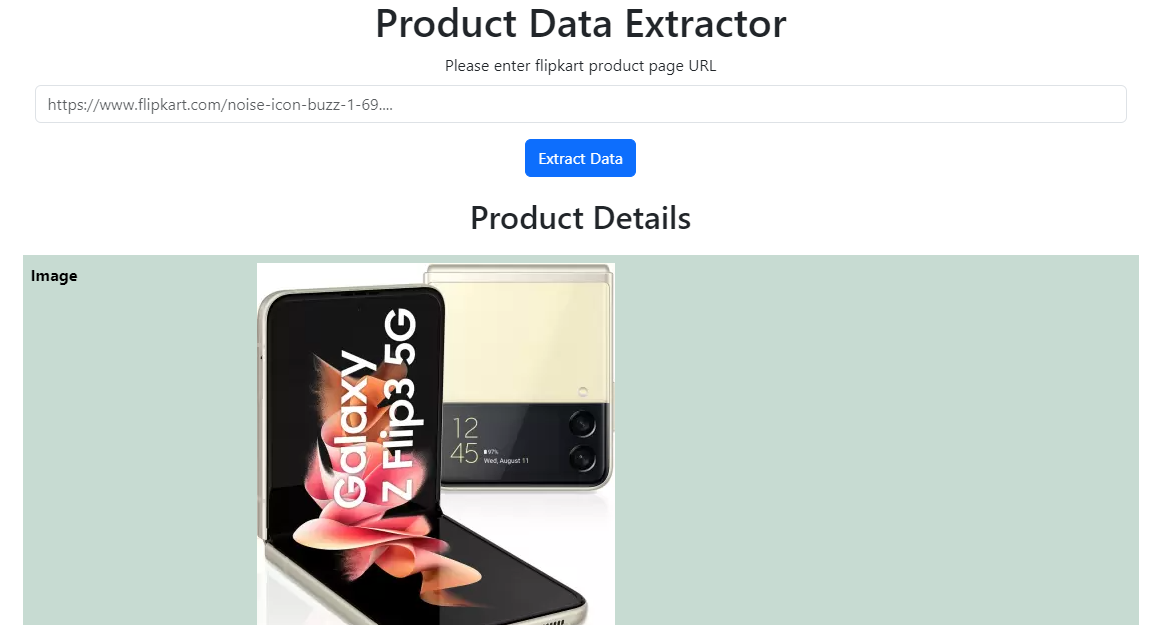 Product Data Extractor
Please enter flipkart product page URL
https://www.flipkart.com/noise-icon-buzz-1-69....
Extract Data
Product Details
Image
Galaxy
Z Flip3 5G
12
45
97%
Wed, August 11